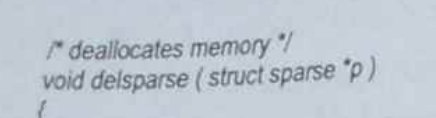 /* deallocates memory */
void delsparse ( struct sparse *p )
{